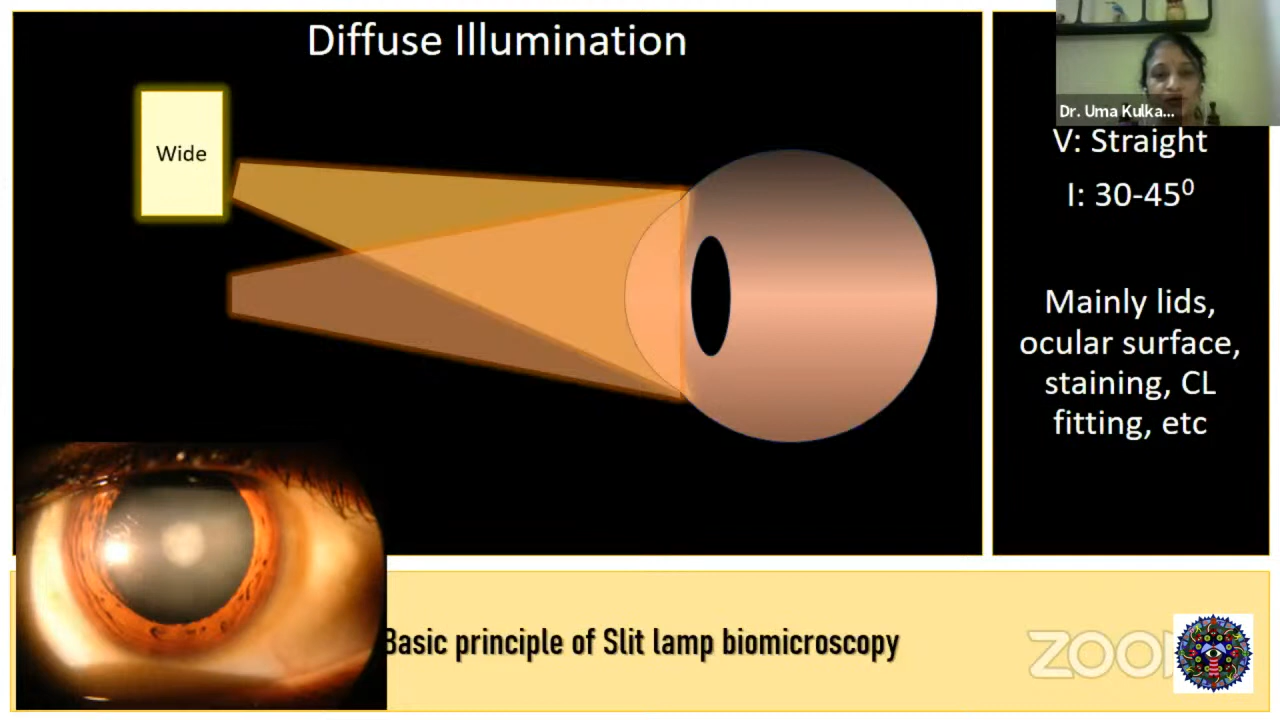 Diffuse Illumination
Wide
Dr. Uma Kulka...
V: Straight
I: 30-45⁰
Mainly lids,
ocular surface,
staining, CL
fitting, etc
Basic principle of Slit lamp biomicroscopy